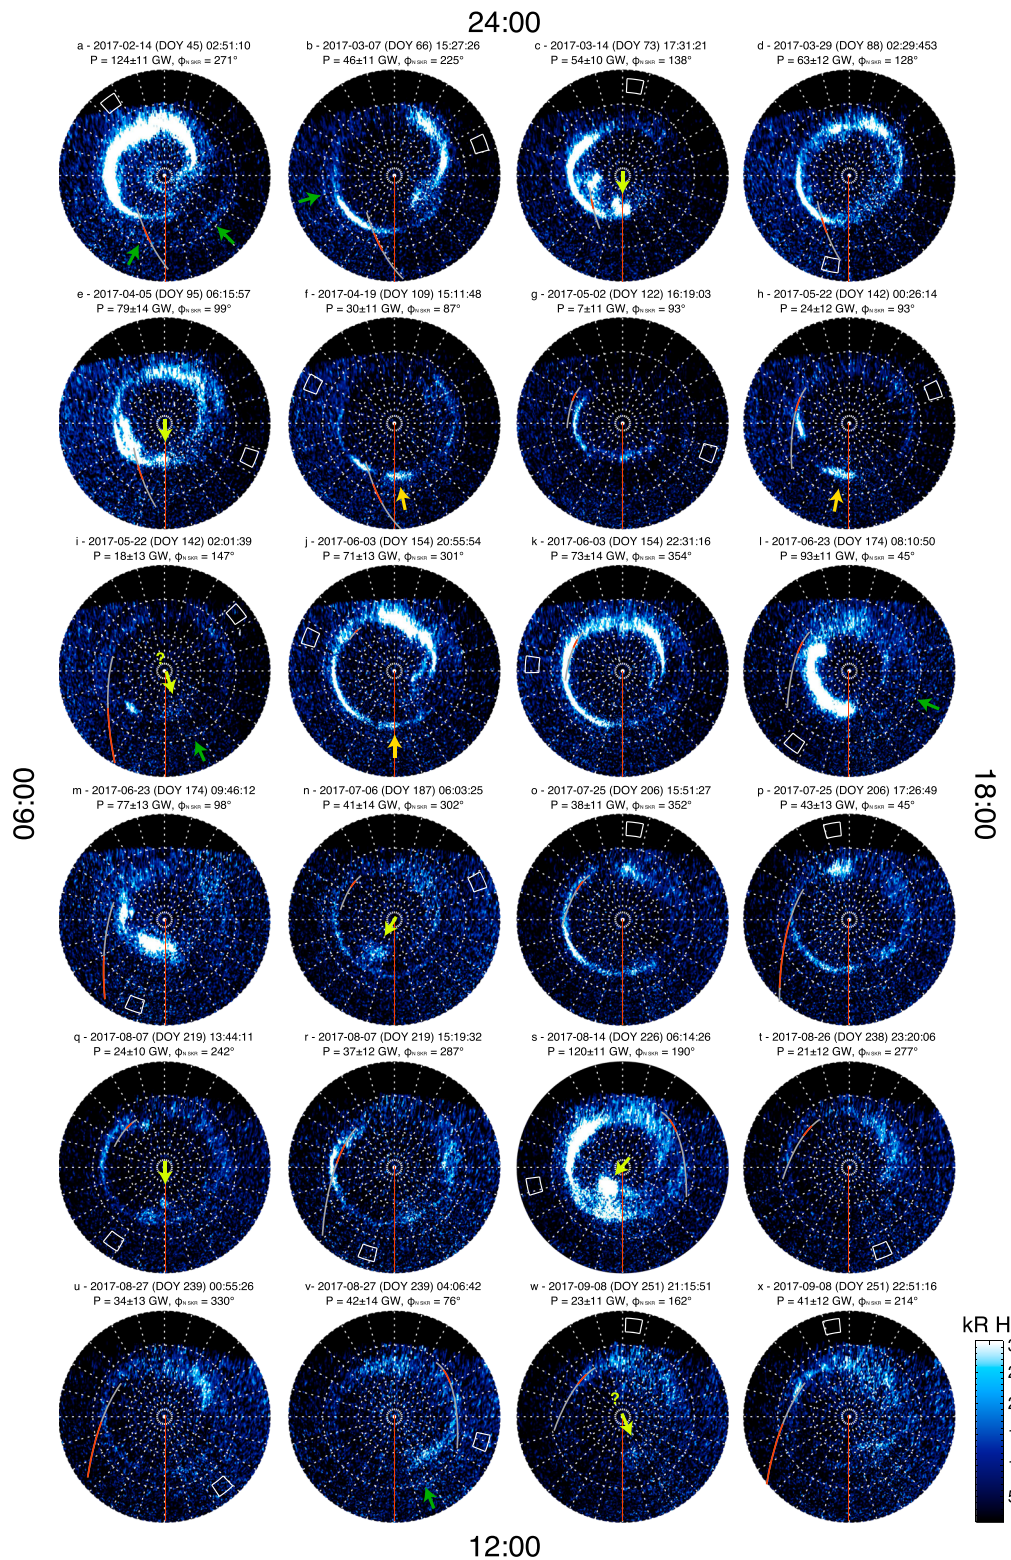 24:00
a - 2017-02-14 (DOY 45) 02:51:10
P = 124±11 GW, ϕN SKR = 271°
b - 2017-03-07 (DOY 66) 15:27:26
P = 46±11 GW, ϕN SKR = 225°
c - 2017-03-14 (DOY 73) 17:31:21
P = 54±10 GW, ϕN SKR = 138°
d - 2017-03-29 (DOY 88) 02:29:453
P = 63±12 GW, ϕN SKR = 128°
e - 2017-04-05 (DOY 95) 06:15:57
P = 79±14 GW, ϕN SKR = 99°
f - 2017-04-19 (DOY 109) 15:11:48
P = 30±11 GW, ϕN SKR = 87°
g - 2017-05-02 (DOY 122) 16:19:03
P = 7±11 GW, ϕN SKR = 93°
h - 2017-05-22 (DOY 142) 00:26:14
P = 24±12 GW, ϕN SKR = 93°
i - 2017-05-22 (DOY 142) 02:01:39
P = 18±13 GW, ϕN SKR = 147°
?
j - 2017-06-03 (DOY 154) 20:55:54
P = 71±13 GW, ϕN SKR = 301°
k - 2017-06-03 (DOY 154) 22:31:16
P = 73±14 GW, ϕN SKR = 354°
l - 2017-06-23 (DOY 174) 08:10:50
P = 93±11 GW, ϕN SKR = 45°
06:00
18:00
m - 2017-06-23 (DOY 174) 09:46:12
P = 77±13 GW, ϕN SKR = 98°
n - 2017-07-06 (DOY 187) 06:03:25
P = 41±14 GW, ϕN SKR = 302°
o - 2017-07-25 (DOY 206) 15:51:27
P = 38±11 GW, ϕN SKR = 352°
p - 2017-07-25 (DOY 206) 17:26:49
P = 43±13 GW, ϕN SKR = 45°
q - 2017-08-07 (DOY 219) 13:44:11
P = 24±10 GW, ϕN SKR = 242°
r - 2017-08-07 (DOY 219) 15:19:32
P = 37±12 GW, ϕN SKR = 287°
s - 2017-08-14 (DOY 226) 06:14:26
P = 120±11 GW, ϕN SKR = 190°
t - 2017-08-26 (DOY 238) 23:20:06
P = 21±12 GW, ϕN SKR = 277°
u - 2017-08-27 (DOY 239) 00:55:26
P = 34±13 GW, ϕN SKR = 330°
v - 2017-08-27 (DOY 239) 04:06:42
P = 42±14 GW, ϕN SKR = 76°
w - 2017-09-08 (DOY 251) 21:15:51
P = 23±11 GW, ϕN SKR = 162°
?
x - 2017-09-08 (DOY 251) 22:51:16
P = 41±12 GW, ϕN SKR = 214°
kR H
12:00